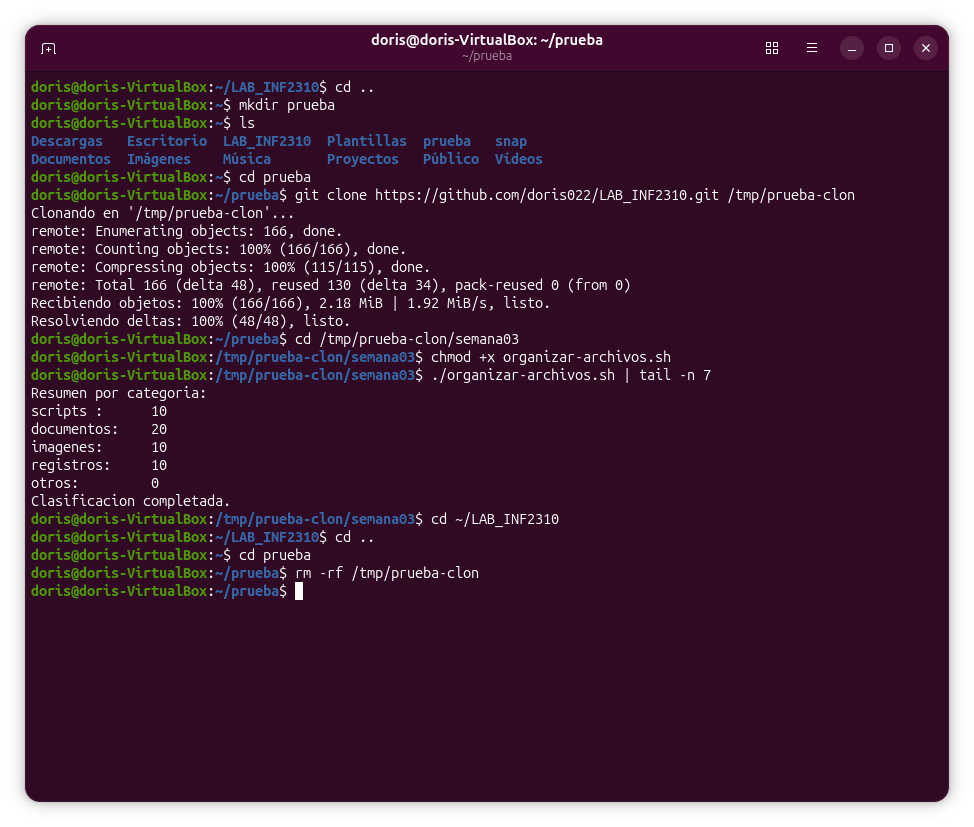 doris@doris-VirtualBox: ~/prueba
~/prueba
doris@doris-VirtualBox:~/LAB_INF2310$ cd ..
doris@doris-VirtualBox:~$ mkdir prueba
doris@doris-VirtualBox:~$ ls
Descargas   Escritorio  LAB_INF2310  Plantillas  prueba   snap
Documentos  Imágenes    Música       Proyectos   Público  Vídeos
doris@doris-VirtualBox:~$ cd prueba
doris@doris-VirtualBox:~/prueba$ git clone https://github.com/doris022/LAB_INF2310.git /tmp/prueba-clon
Clonando en '/tmp/prueba-clon'...
remote: Enumerating objects: 166, done.
remote: Counting objects: 100% (166/166), done.
remote: Compressing objects: 100% (115/115), done.
remote: Total 166 (delta 48), reused 130 (delta 34), pack-reused 0 (from 0)
Recibiendo objetos: 100% (166/166), 2.18 MiB | 1.92 MiB/s, listo.
Resolviendo deltas: 100% (48/48), listo.
doris@doris-VirtualBox:~/prueba$ cd /tmp/prueba-clon/semana03
doris@doris-VirtualBox:/tmp/prueba-clon/semana03$ chmod +x organizar-archivos.sh
doris@doris-VirtualBox:/tmp/prueba-clon/semana03$ ./organizar-archivos.sh | tail -n 7
Resumen por categoria:
scripts :      10
documentos:    20
imagenes:      10
registros:     10
otros:         0
Clasificacion completada.
doris@doris-VirtualBox:/tmp/prueba-clon/semana03$ cd ~/LAB_INF2310
doris@doris-VirtualBox:~/LAB_INF2310$ cd ..
doris@doris-VirtualBox:~$ cd prueba
doris@doris-VirtualBox:~/prueba$ rm -rf /tmp/prueba-clon
doris@doris-VirtualBox:~/prueba$